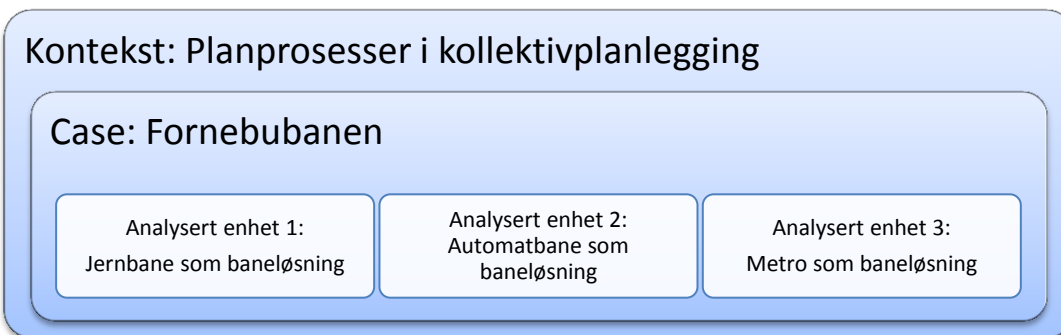 Kontekst: Planprosesser i kollektivplanlegging
Case: Fornebubanen
Analysert enhet 1:
Jernbane som baneløsning
Analysert enhet 2:
Automatbane som
baneløsning
Analysert enhet 3:
Metro som baneløsning